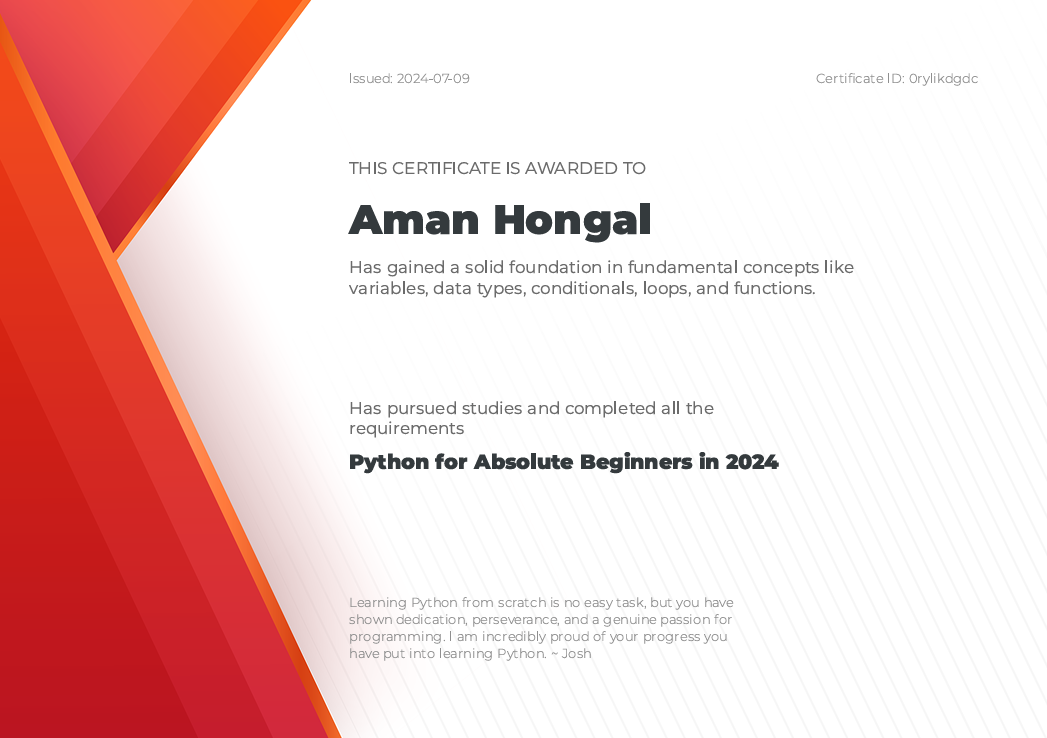 Issued: 2024-07-09
Certificate ID: 0rylikdgdc
THIS CERTIFICATE IS AWARDED TO
Aman Hongal
Has gained a solid foundation in fundamental concepts like
variables, data types, conditionals, loops, and functions.
Has pursued studies and completed all the
requirements
Python for Absolute Beginners in 2024
Learning Python from scratch is no easy task, but you have
shown dedication, perseverance, and a genuine passion for
programming. I am incredibly proud of your progress you
have put into learning Python. ~ Josh